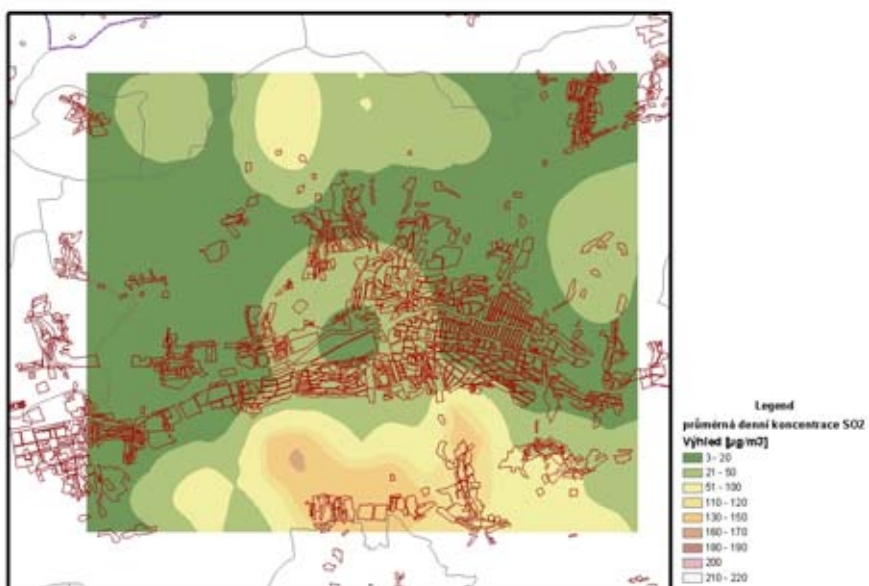 Legend
průměrná denní koncentrace SO2
Výhled [µg/m3]
3 - 20
21 - 50
51 - 100
110 - 120
130 - 150
160 - 170
180 - 190
200
210 - 220